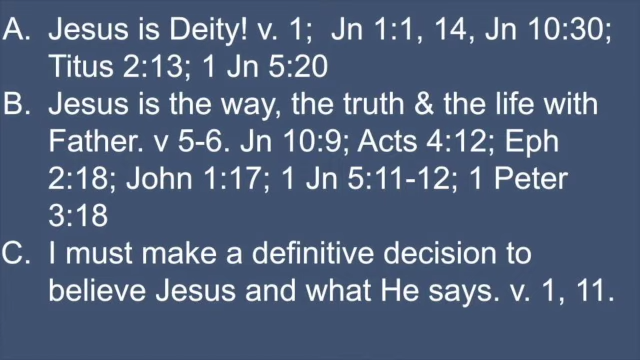 A. Jesus is Deity! v. 1;  Jn 1:1, 14, Jn 10:30;
Titus 2:13; 1 Jn 5:20
B. Jesus is the way, the truth & the life with
Father. v 5-6. Jn 10:9; Acts 4:12; Eph
2:18; John 1:17; 1 Jn 5:11-12; 1 Peter
3:18
C. I must make a definitive decision to
believe Jesus and what He says. v. 1, 11.